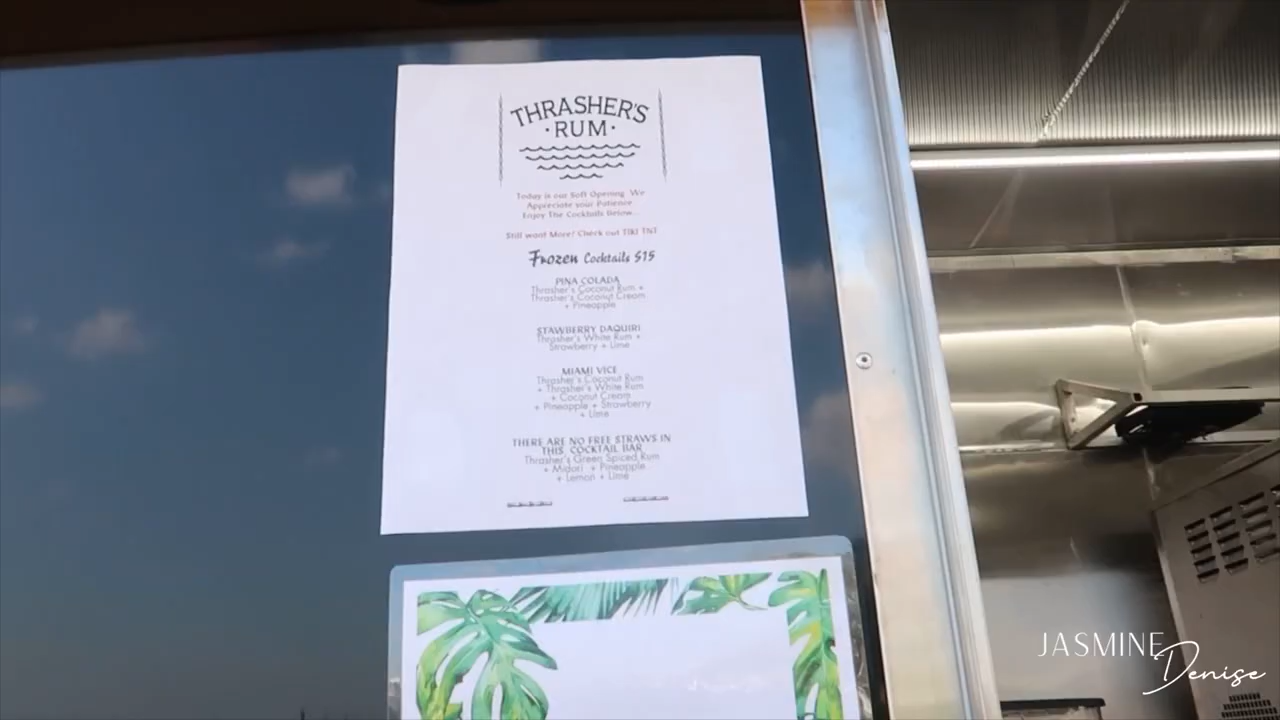 THRASHER'S
·RUM·
Today is our Soft Opening We
Appreciate your Patience
Enjoy The Cocktails Below...
Still want More? Check out TIKI TNT
Frozen Cocktails $15
PINA COLADA
Thrasher's Coconut Rum +
Thrasher's Coconut Cream
+ Pineapple
STAWBERRY DAQUIRI
Thrasher's White Rum +
Strawberry + Lime
MIAMI VICE
Thrasher's Coconut Rum
+ Thrasher's White Rum
+ Coconut Cream
+ Pineapple + Strawberry
+ Lime
THERE ARE NO FREE STRAWS IN
THIS COCKTAIL BAR
Thrasher's Green Spiced Rum
+ Midori + Pineapple
+ Lemon + Lime
JASMINE
Denise